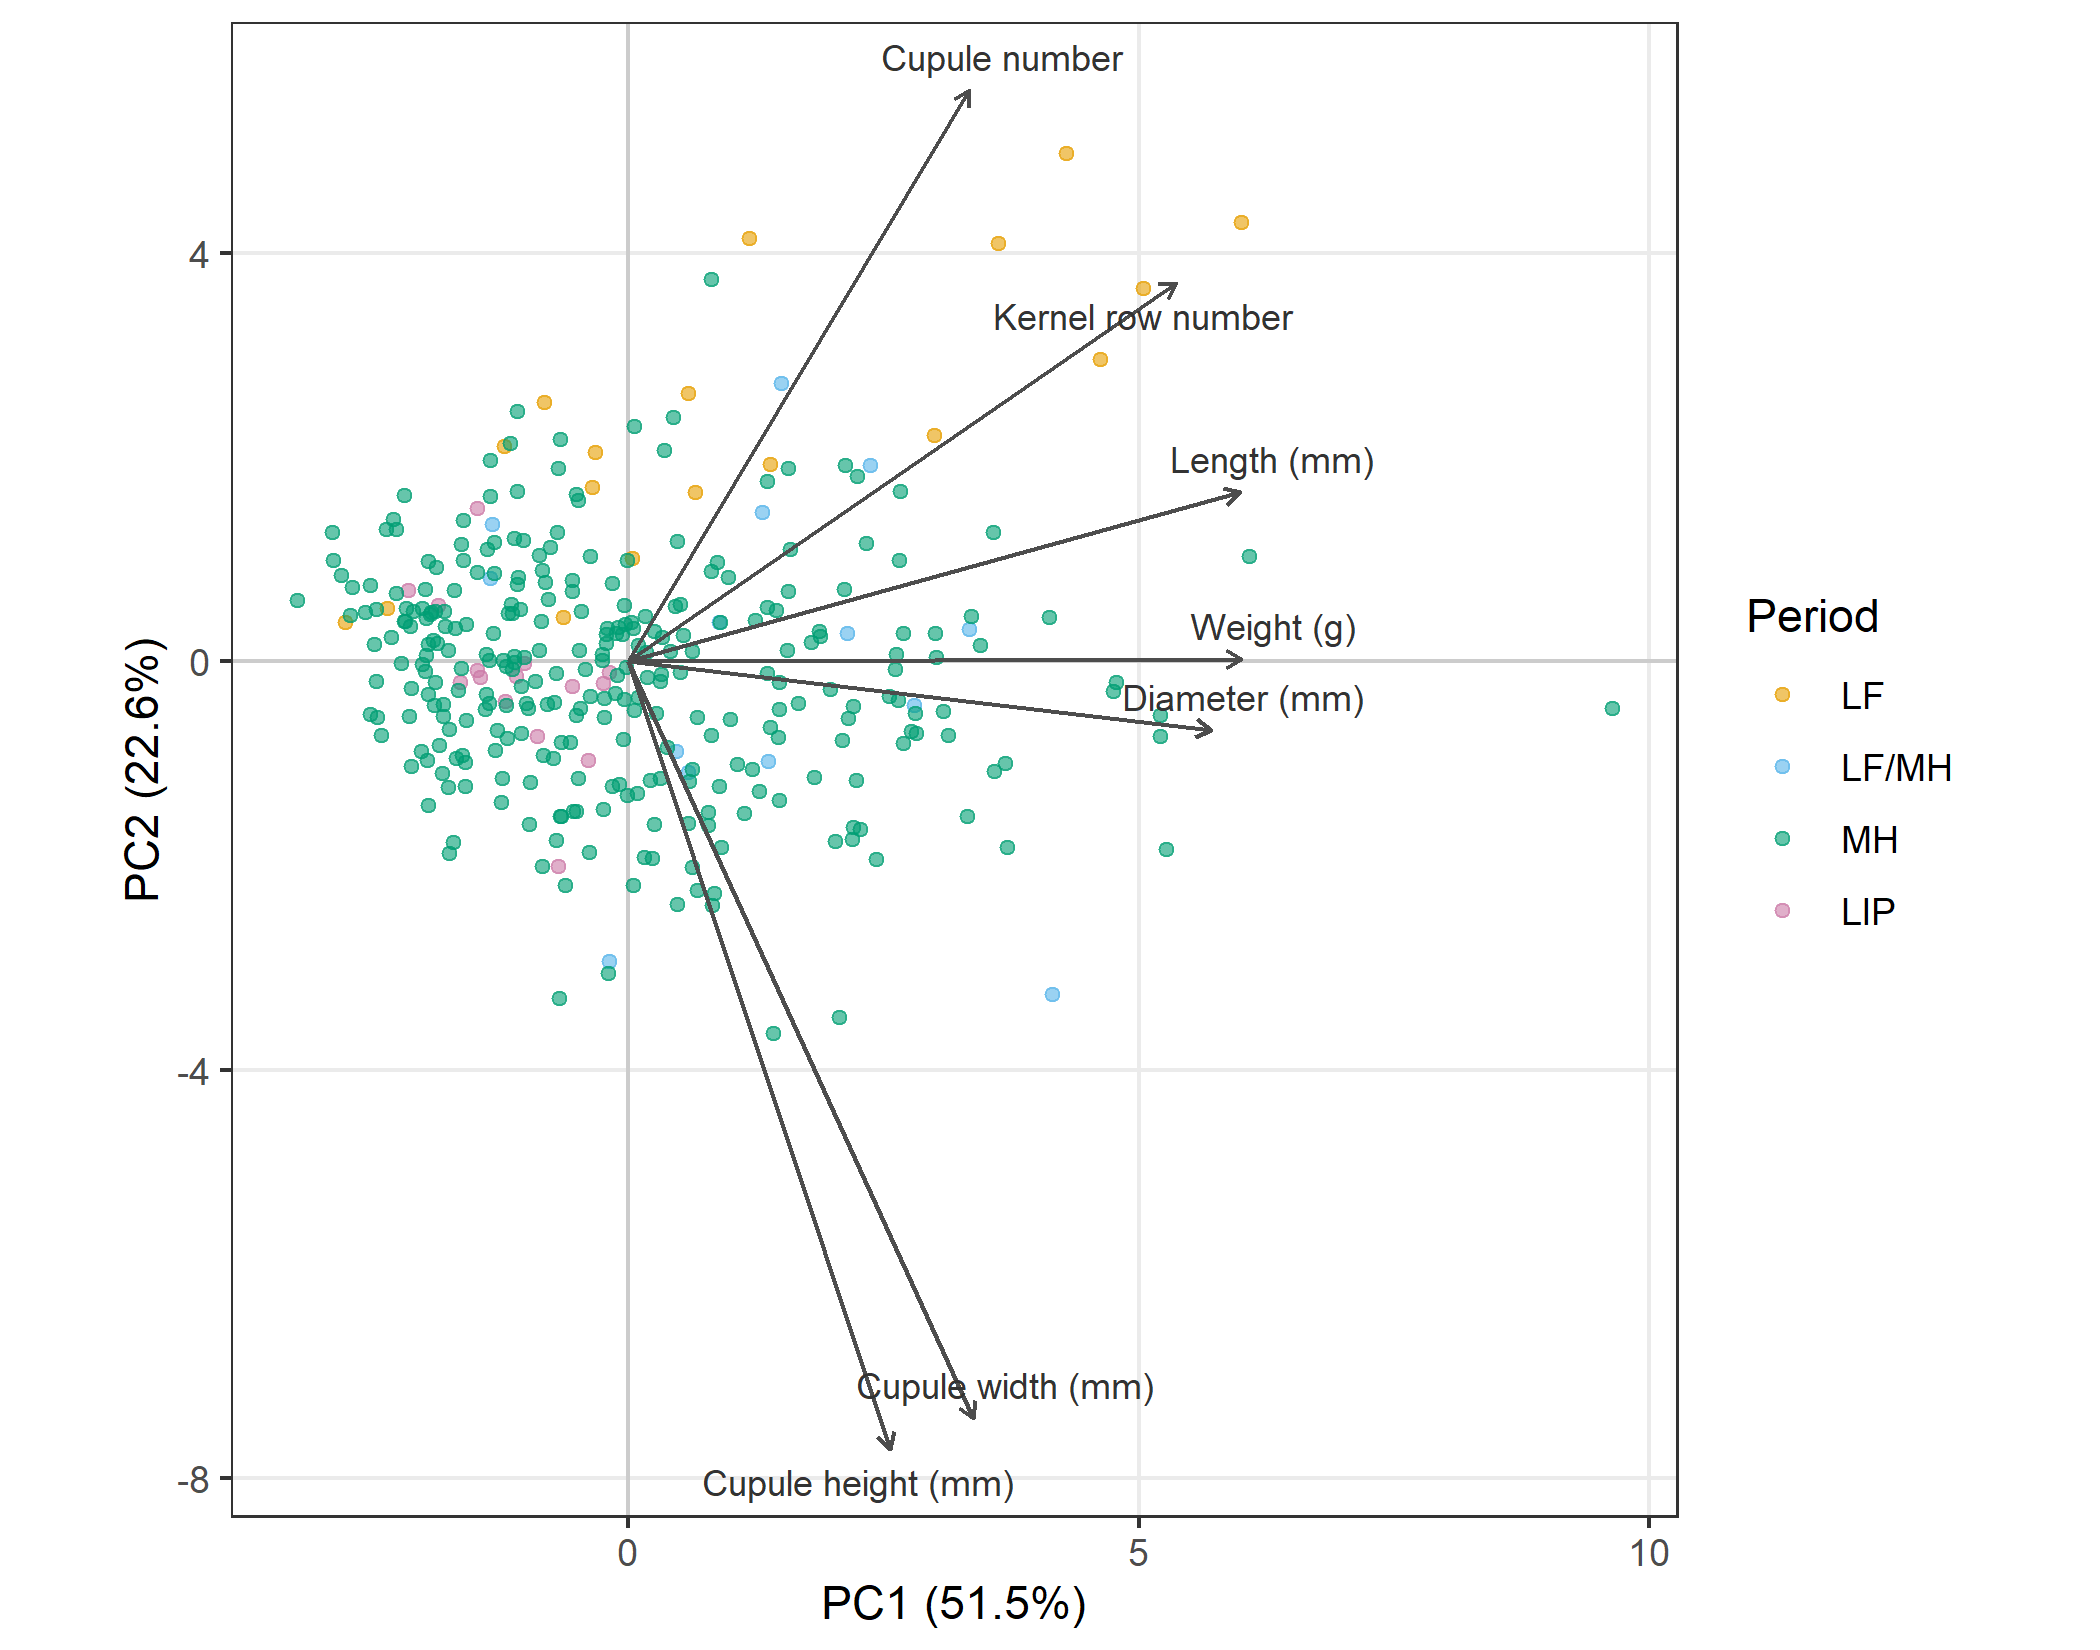 Cupule number
Kernel row number
Length (mm)
Weight (g)
Diameter (mm)
Cupule width (mm)
Cupule height (mm)
4
0
-4
-8
0
5
10
PC1 (51.5%)
PC2 (22.6%)
Period
LF
LF/MH
MH
LIP